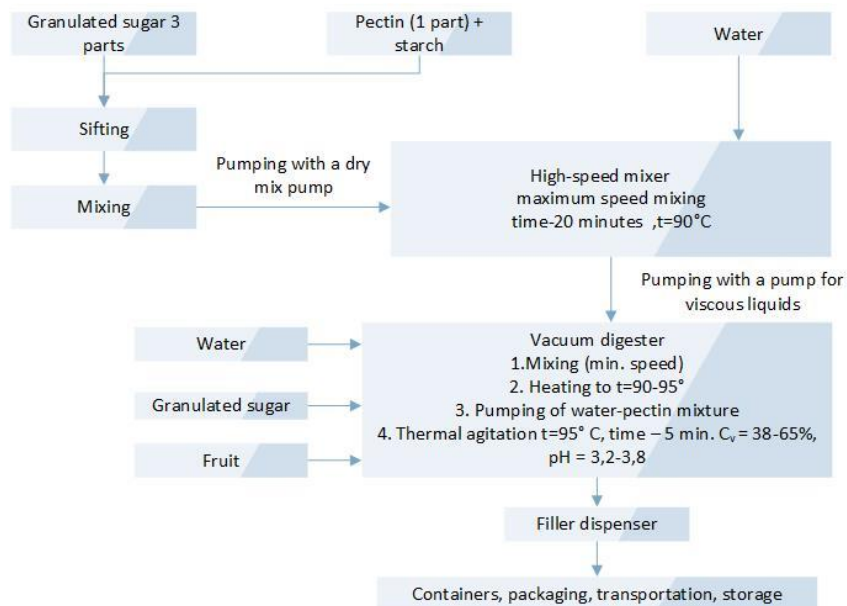 Granulated sugar 3
parts
Pectin (1 part) +
starch
Water
Sifting
Mixing
Pumping with a dry
mix pump
High-speed mixer
maximum speed mixing
time-20 minutes ,t=90°C
Pumping with a pump for
viscous liquids
Water
Granulated sugar
Fruit
Vacuum digester
1.Mixing (min. speed)
2. Heating to t=90-95°
3. Pumping of water-pectin mixture
4. Thermal agitation t=95° C, time – 5 min. Cᵥ = 38-65%,
pH = 3,2-3,8
Filler dispenser
Containers, packaging, transportation, storage